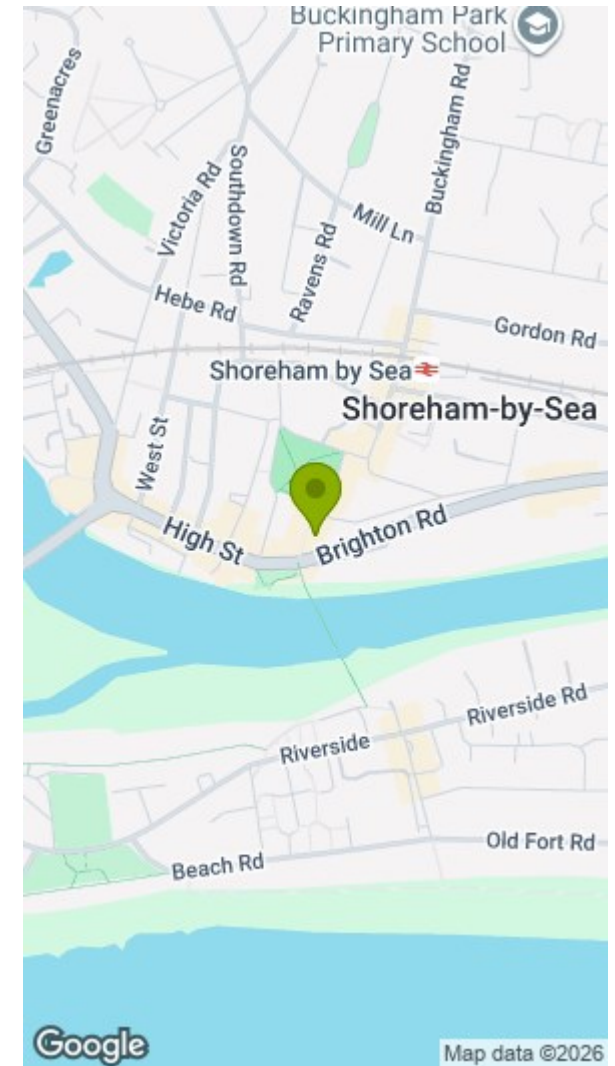 Buckingham Park
Primary School
Greenacres
Buckingham Rd
Victoria Rd
Southdown Rd
Mill Ln
Ravens Rd
Hebe Rd
Gordon Rd
Shoreham by Sea
Shoreham-by-Sea
West St
High St
Brighton Rd
Riverside Rd
Riverside
Old Fort Rd
Beach Rd
Google
Map data ©2026